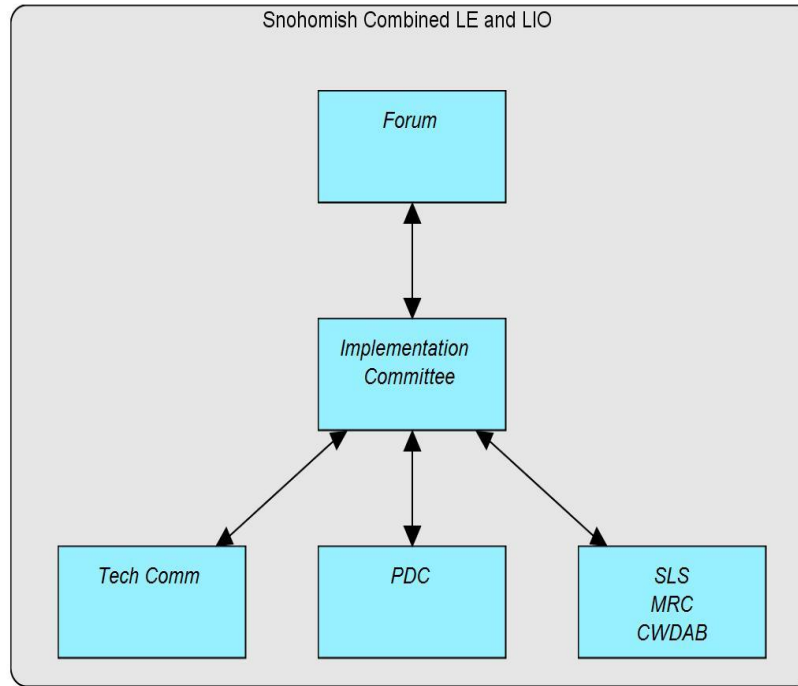 Snohomish Combined LE and LIO
Forum
Implementation
Committee
Tech Comm
PDC
SLS
MRC
CWDAB